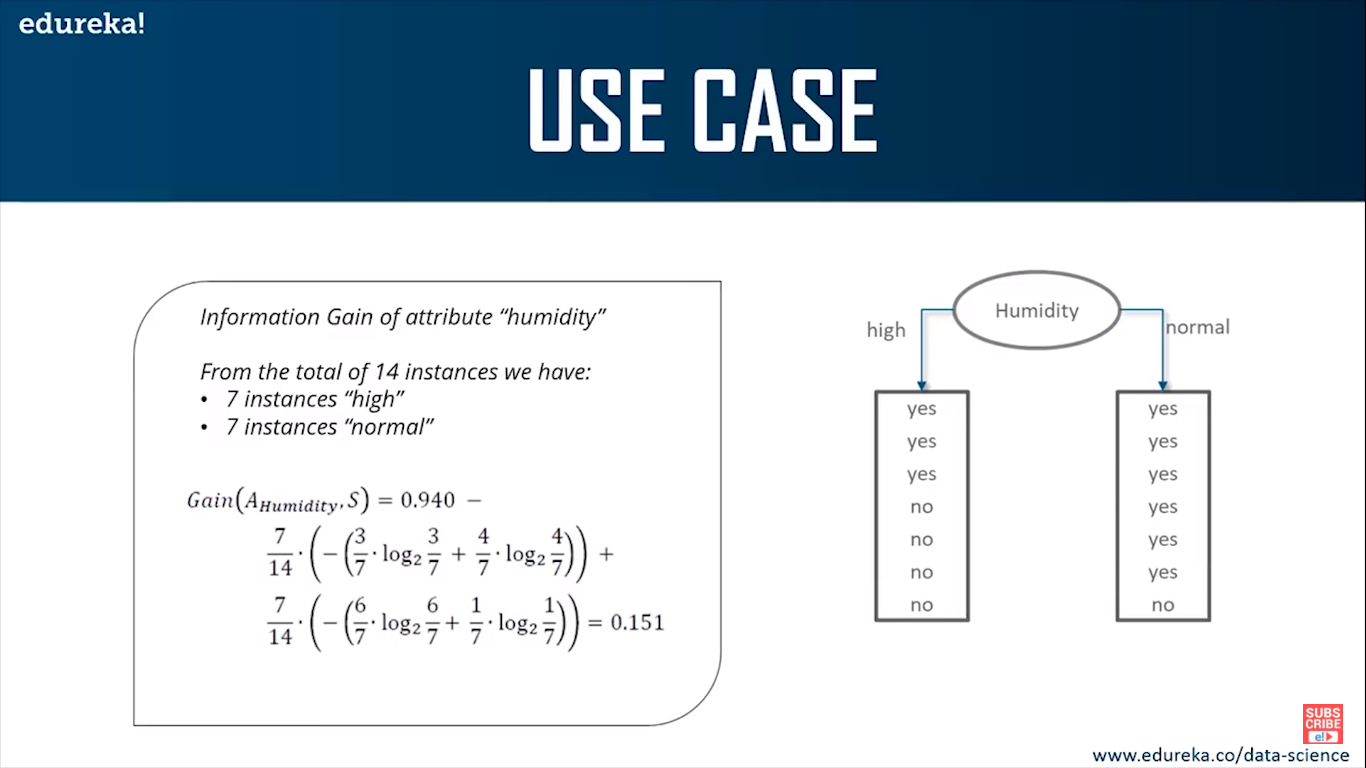 edureka!
USE CASE
Information Gain of attribute “humidity”
From the total of 14 instances we have:
• 7 instances “high”
• 7 instances “normal”
Gain(A_Humidity, S) = 0.940 −
7/14 · (−(3/7 · log₂ 3/7 + 4/7 · log₂ 4/7)) +
7/14 · (−(6/7 · log₂ 6/7 + 1/7 · log₂ 1/7)) = 0.151
Humidity
high
normal
yes
yes
yes
no
no
no
no
yes
yes
yes
yes
yes
yes
no
SUBS
CRIBE
e!
www.edureka.co/data-science